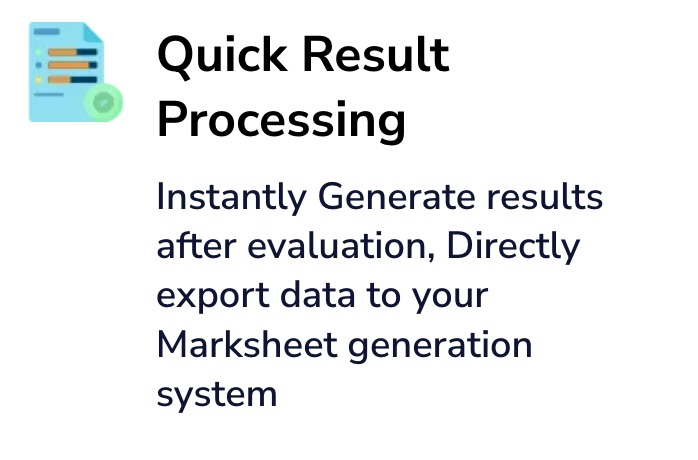 Quick Result
Processing
Instantly Generate results
after evaluation, Directly
export data to your
Marksheet generation
system